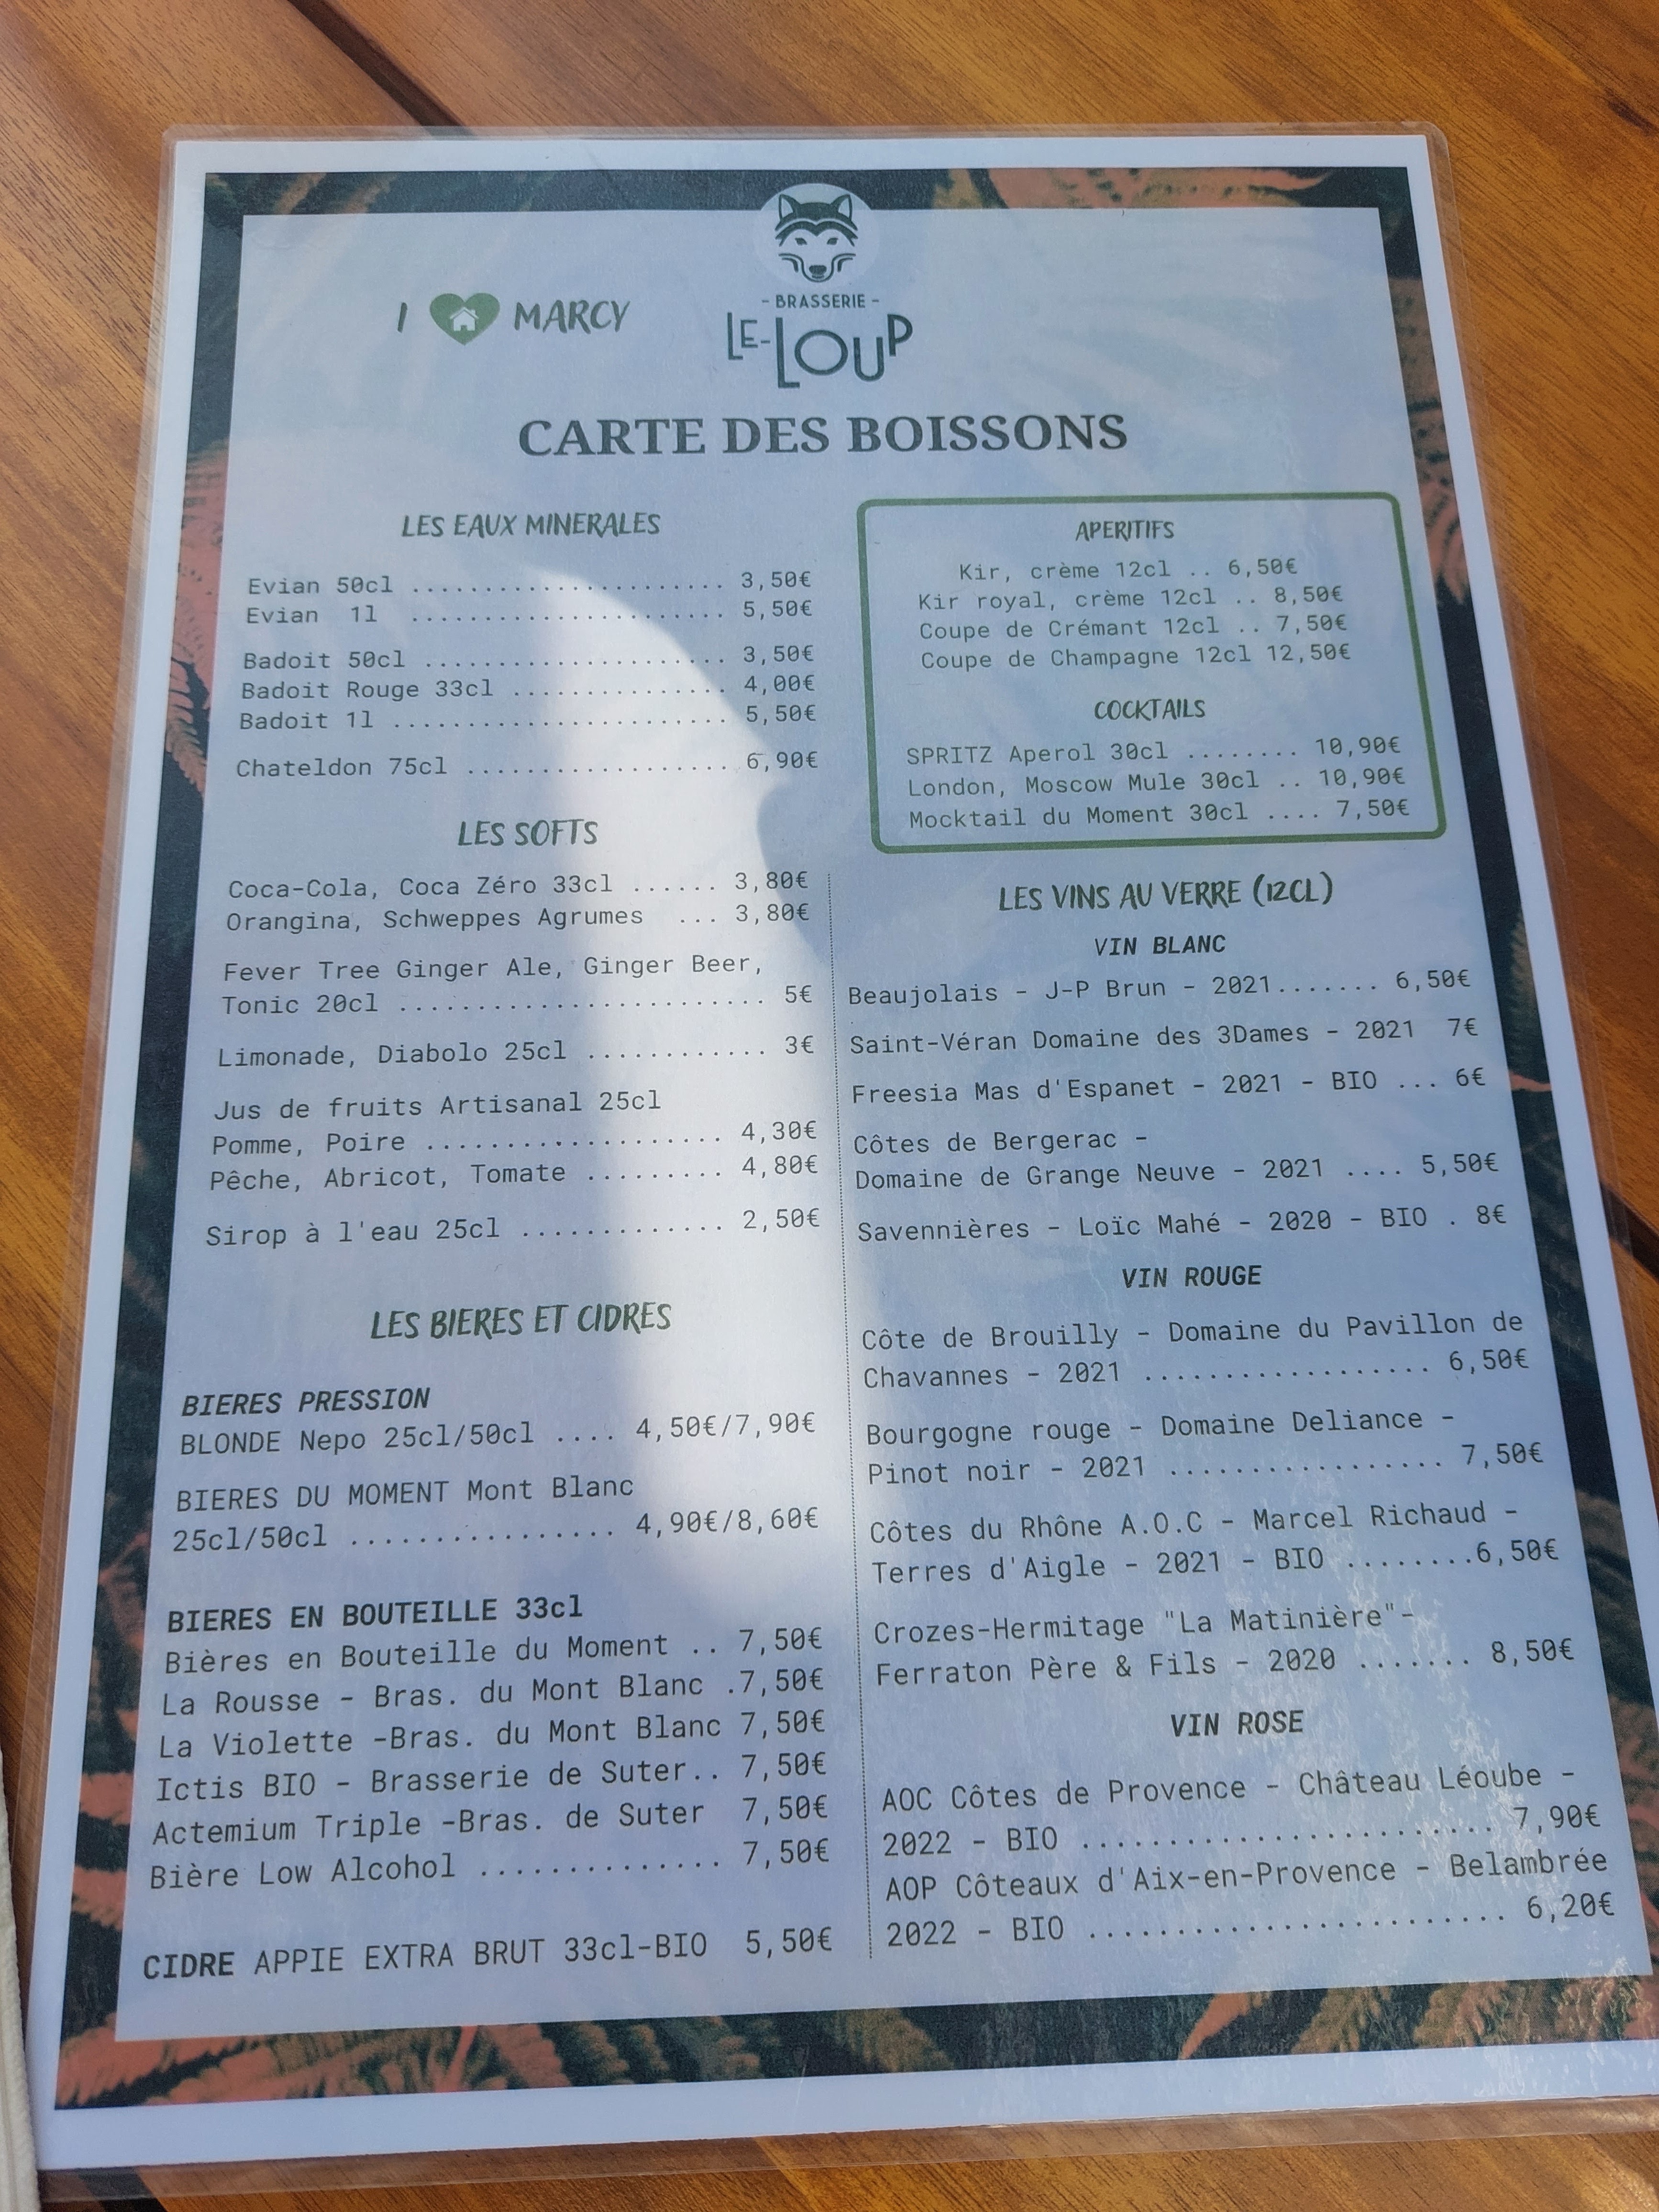 I MARCY
- BRASSERIE -
LE-LOUP
CARTE DES BOISSONS
LES EAUX MINERALES
Evian 50cl ...................... 3,50€
Evian 1l ...................... 5,50€
Badoit 50cl ..................... 3,50€
Badoit Rouge 33cl ............... 4,00€
Badoit 1l ....................... 5,50€
Chateldon 75cl .................. 6,90€
LES SOFTS
Coca-Cola, Coca Zéro 33cl ...... 3,80€
Orangina, Schweppes Agrumes ... 3,80€
Fever Tree Ginger Ale, Ginger Beer,
Tonic 20cl ........................ 5€
Limonade, Diabolo 25cl ............ 3€
Jus de fruits Artisanal 25cl
Pomme, Poire ................... 4,30€
Pêche, Abricot, Tomate ......... 4,80€
Sirop à l'eau 25cl ............. 2,50€
LES BIERES ET CIDRES
BIERES PRESSION
BLONDE Nepo 25cl/50cl .... 4,50€/7,90€
BIERES DU MOMENT Mont Blanc
25cl/50cl ................ 4,90€/8,60€
BIERES EN BOUTEILLE 33cl
Bières en Bouteille du Moment .. 7,50€
La Rousse - Bras. du Mont Blanc .7,50€
La Violette -Bras. du Mont Blanc 7,50€
Ictis BIO - Brasserie de Suter.. 7,50€
Actemium Triple -Bras. de Suter 7,50€
Bière Low Alcohol .............. 7,50€
CIDRE APPIE EXTRA BRUT 33cl-BIO 5,50€
APERITIFS
Kir, crème 12cl .. 6,50€
Kir royal, crème 12cl .. 8,50€
Coupe de Crémant 12cl .. 7,50€
Coupe de Champagne 12cl 12,50€
COCKTAILS
SPRITZ Aperol 30cl ........ 10,90€
London, Moscow Mule 30cl .. 10,90€
Mocktail du Moment 30cl .... 7,50€
LES VINS AU VERRE (12CL)
VIN BLANC
Beaujolais - J-P Brun - 2021....... 6,50€
Saint-Véran Domaine des 3Dames - 2021 7€
Freesia Mas d'Espanet - 2021 - BIO ... 6€
Côtes de Bergerac -
Domaine de Grange Neuve - 2021 .... 5,50€
Savennières - Loïc Mahé - 2020 - BIO . 8€
VIN ROUGE
Côte de Brouilly - Domaine du Pavillon de
Chavannes - 2021 .................. 6,50€
Bourgogne rouge - Domaine Deliance -
Pinot noir - 2021 ................. 7,50€
Côtes du Rhône A.O.C - Marcel Richaud -
Terres d'Aigle - 2021 - BIO ........6,50€
Crozes-Hermitage "La Matinière"-
Ferraton Père & Fils - 2020 ....... 8,50€
VIN ROSE
AOC Côtes de Provence - Château Léoube -
2022 - BIO ........................ 7,90€
AOP Côteaux d'Aix-en-Provence - Belambrée
2022 - BIO ........................ 6,20€